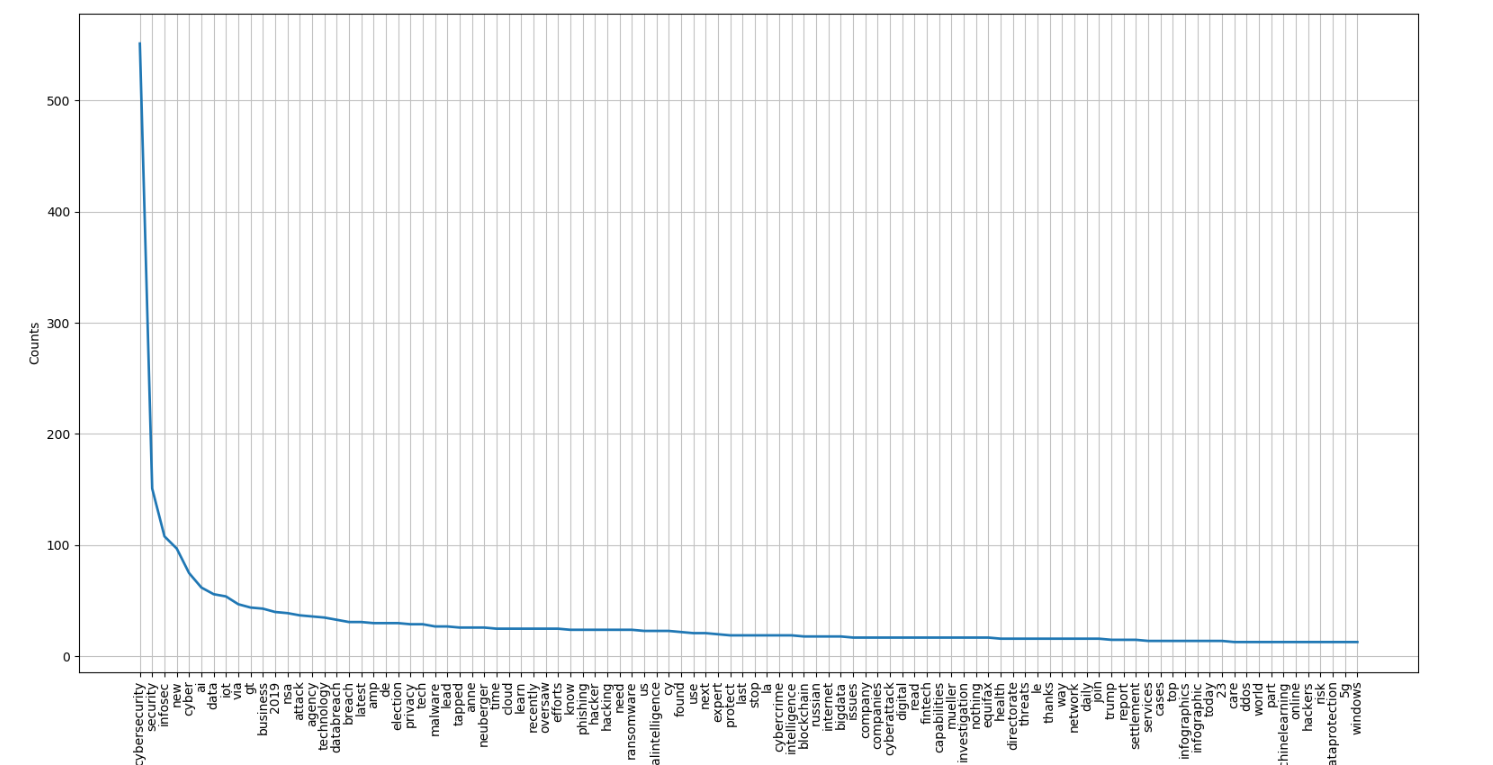 500
400
300
200
100
0
Counts
cybersecurity
security
infosec
new
cyber
ai
data
iot
via
gt
business
2019
nsa
attack
agency
technology
databreach
breach
latest
amp
de
election
privacy
tech
malware
lead
tapped
anne
neuberger
time
cloud
learn
recently
oversaw
efforts
know
phishing
hacker
hacking
need
ransomware
us
alintelligence
cy
found
use
next
expert
protect
last
stop
la
cybercrime
intelligence
blockchain
russian
internet
bigdata
issues
company
companies
cyberattack
digital
read
fintech
capabilities
mueller
investigation
nothing
equifax
health
directorate
threats
le
thanks
way
network
daily
join
trump
report
settlement
services
cases
top
infographics
infographic
today
23
care
ddos
world
part
chinelearning
online
hackers
risk
ataprotection
5g
windows